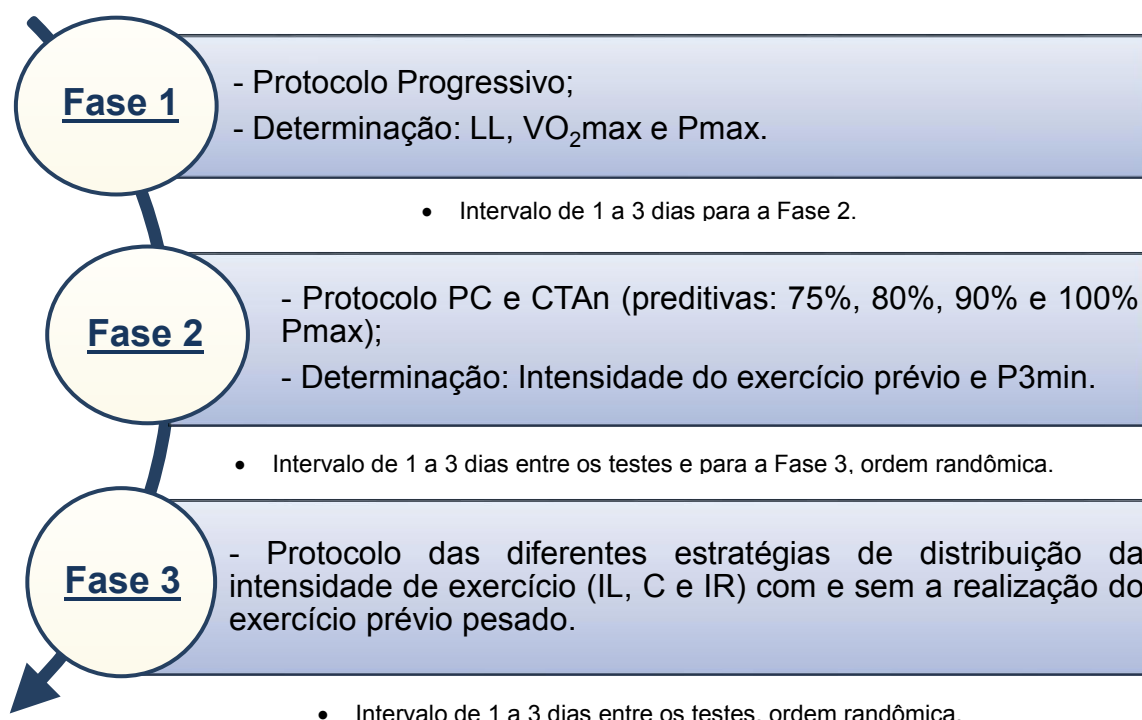 Fase 1
- Protocolo Progressivo;
- Determinação: LL, VO₂max e Pmax.
• Intervalo de 1 a 3 dias para a Fase 2.
Fase 2
- Protocolo PC e CTAn (preditivas: 75%, 80%, 90% e 100%
Pmax);
- Determinação: Intensidade do exercício prévio e P3min.
• Intervalo de 1 a 3 dias entre os testes e para a Fase 3, ordem randômica.
Fase 3
- Protocolo das diferentes estratégias de distribuição da
intensidade de exercício (IL, C e IR) com e sem a realização do
exercício prévio pesado.
• Intervalo de 1 a 3 dias entre os testes, ordem randômica.